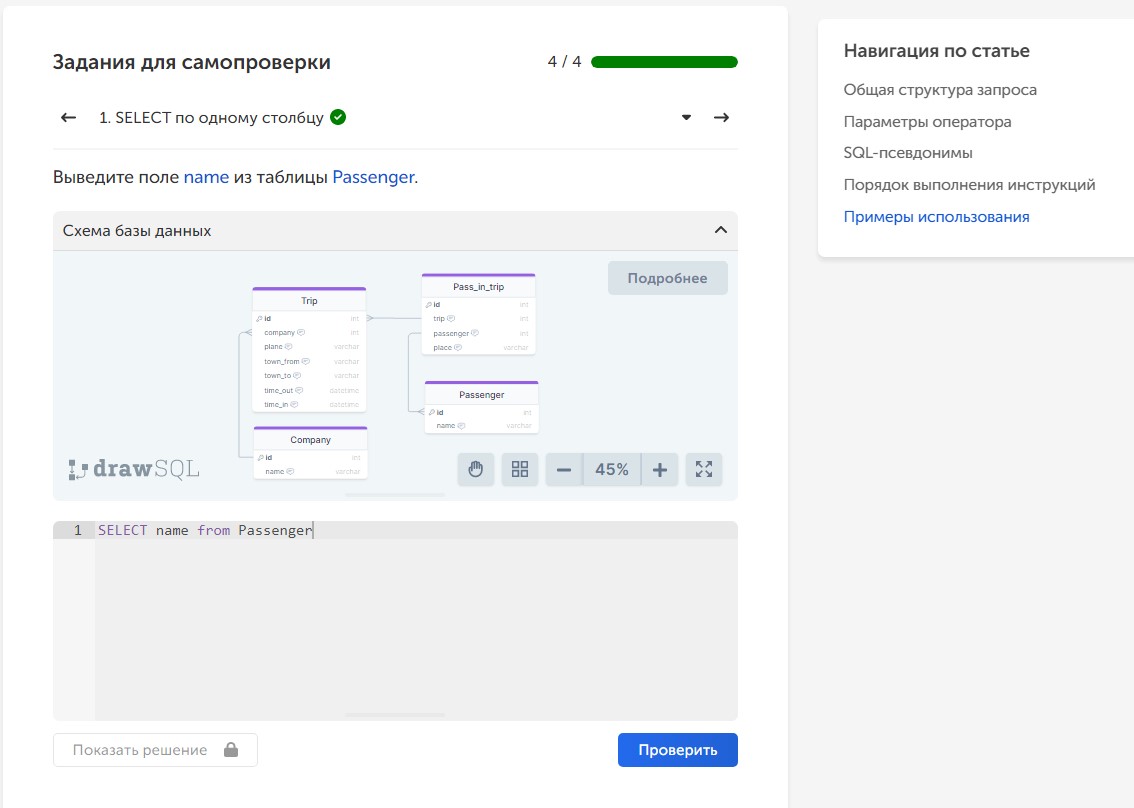 Задания для самопроверки
4 / 4
1. SELECT по одному столбцу
Выведите поле name из таблицы Passenger.
Схема базы данных
Подробнее
Trip
id int
company int
plane varchar
town_from varchar
town_to varchar
time_out datetime
time_in datetime
Pass_in_trip
id int
trip int
passenger int
place varchar
Passenger
id int
name varchar
Company
id int
name varchar
drawSQL
45%
1 SELECT name from Passenger
Показать решение
Проверить
Навигация по статье
Общая структура запроса
Параметры оператора
SQL-псевдонимы
Порядок выполнения инструкций
Примеры использования